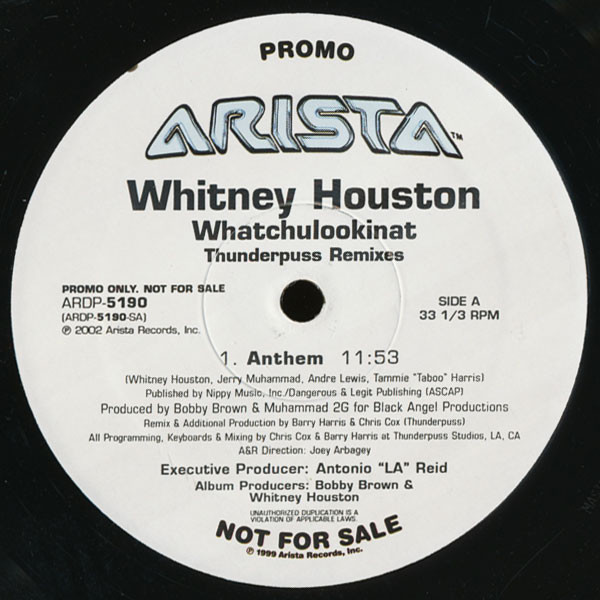 PROMO
ARISTA™
Whitney Houston
Whatchulookinat
Thunderpuss Remixes
PROMO ONLY. NOT FOR SALE
ARDP-5190
(ARDP-5190-SA)
℗ 2002 Arista Records, Inc.
SIDE A
33 1/3 RPM
1. Anthem 11:53
(Whitney Houston, Jerry Muhammad, Andre Lewis, Tammie "Taboo" Harris)
Published by Nippy Music, Inc./Dangerous & Legit Publishing (ASCAP)
Produced by Bobby Brown & Muhammad 2G for Black Angel Productions
Remix & Additional Production by Barry Harris & Chris Cox (Thunderpuss)
All Programming, Keyboards & Mixing by Chris Cox & Barry Harris at Thunderpuss Studios, LA, CA
A&R Direction: Joey Arbagey
Executive Producer: Antonio "LA" Reid
Album Producers: Bobby Brown &
Whitney Houston
UNAUTHORIZED DUPLICATION IS A
VIOLATION OF APPLICABLE LAWS.
NOT FOR SALE
℗ 1999 Arista Records, Inc.